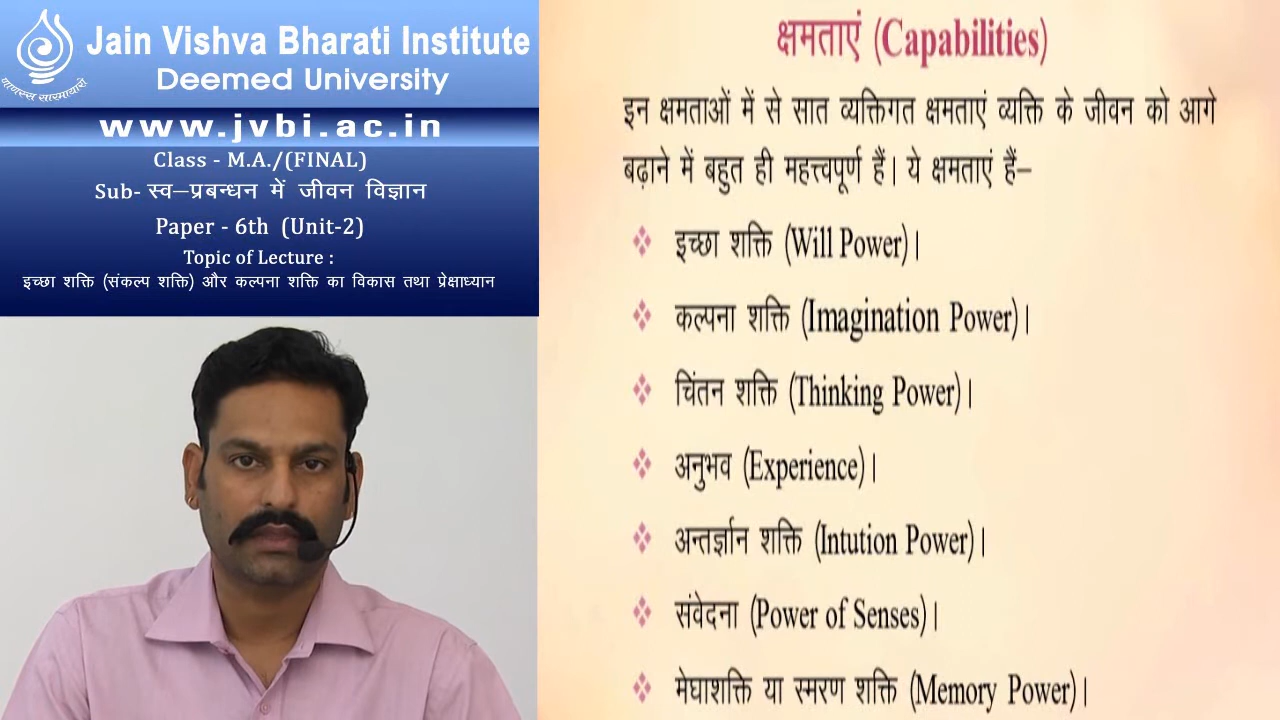 Jain Vishva Bharati Institute
Deemed University
णाणस्स सारमायारो
www.jvbi.ac.in
Class - M.A./(FINAL)
Sub- स्व–प्रबन्धन में जीवन विज्ञान
Paper - 6th (Unit-2)
Topic of Lecture :
इच्छा शक्ति (संकल्प शक्ति) और कल्पना शक्ति का विकास तथा प्रेक्षाध्यान
क्षमताएं (Capabilities)
इन क्षमताओं में से सात व्यक्तिगत क्षमताएं व्यक्ति के जीवन को आगे
बढ़ाने में बहुत ही महत्त्वपूर्ण हैं। ये क्षमताएं हैं–
❖ इच्छा शक्ति (Will Power)।
❖ कल्पना शक्ति (Imagination Power)।
❖ चिंतन शक्ति (Thinking Power)।
❖ अनुभव (Experience)।
❖ अन्तर्ज्ञान शक्ति (Intution Power)।
❖ संवेदना (Power of Senses)।
❖ मेघाशक्ति या स्मरण शक्ति (Memory Power)।